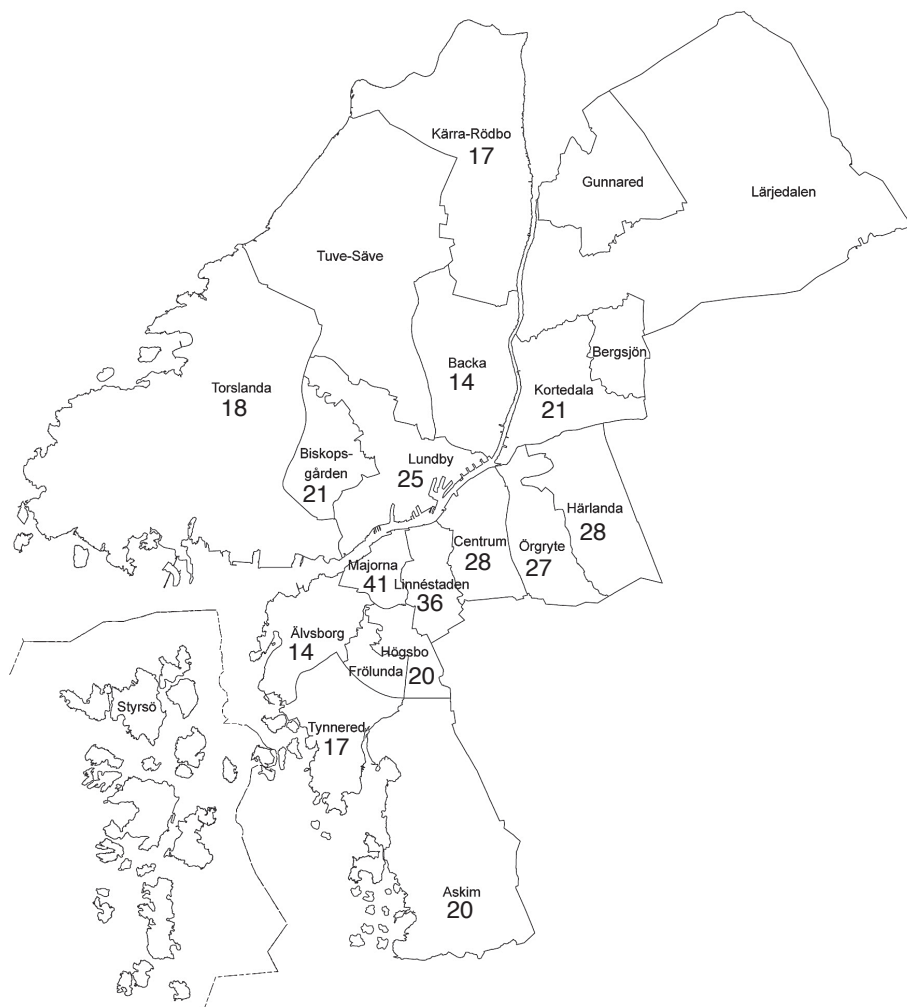 Kärra-Rödbo
17
Gunnared
Lärjedalen
Tuve-Säve
Backa
14
Bergsjön
Torslanda
18
Kortedala
21
Biskops-
gården
21
Lundby
25
Härlanda
28
Centrum
28
Örgryte
27
Majorna
41
Linnéstaden
36
Älvsborg
14
Högsbo
20
Frölunda
Styrsö
Tynnered
17
Askim
20